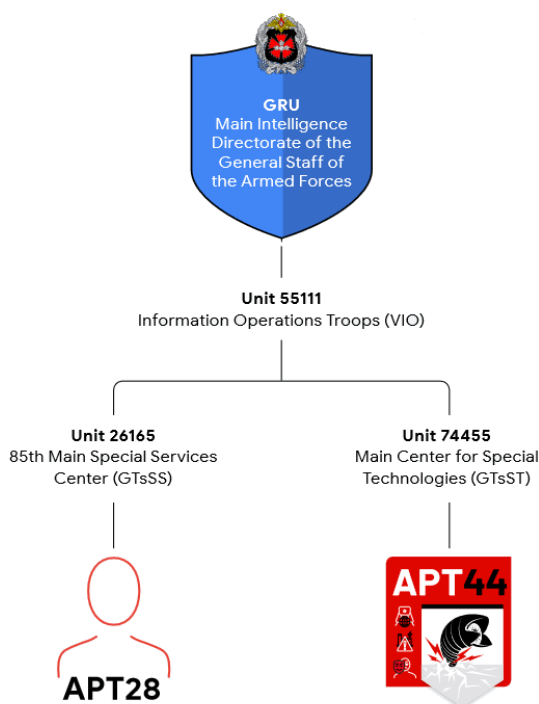 GRU
Main Intelligence
Directorate of the
General Staff of
the Armed Forces
Unit 55111
Information Operations Troops (VIO)
Unit 26165
85th Main Special Services
Center (GTsSS)
Unit 74455
Main Center for Special
Technologies (GTsST)
APT28
APT44